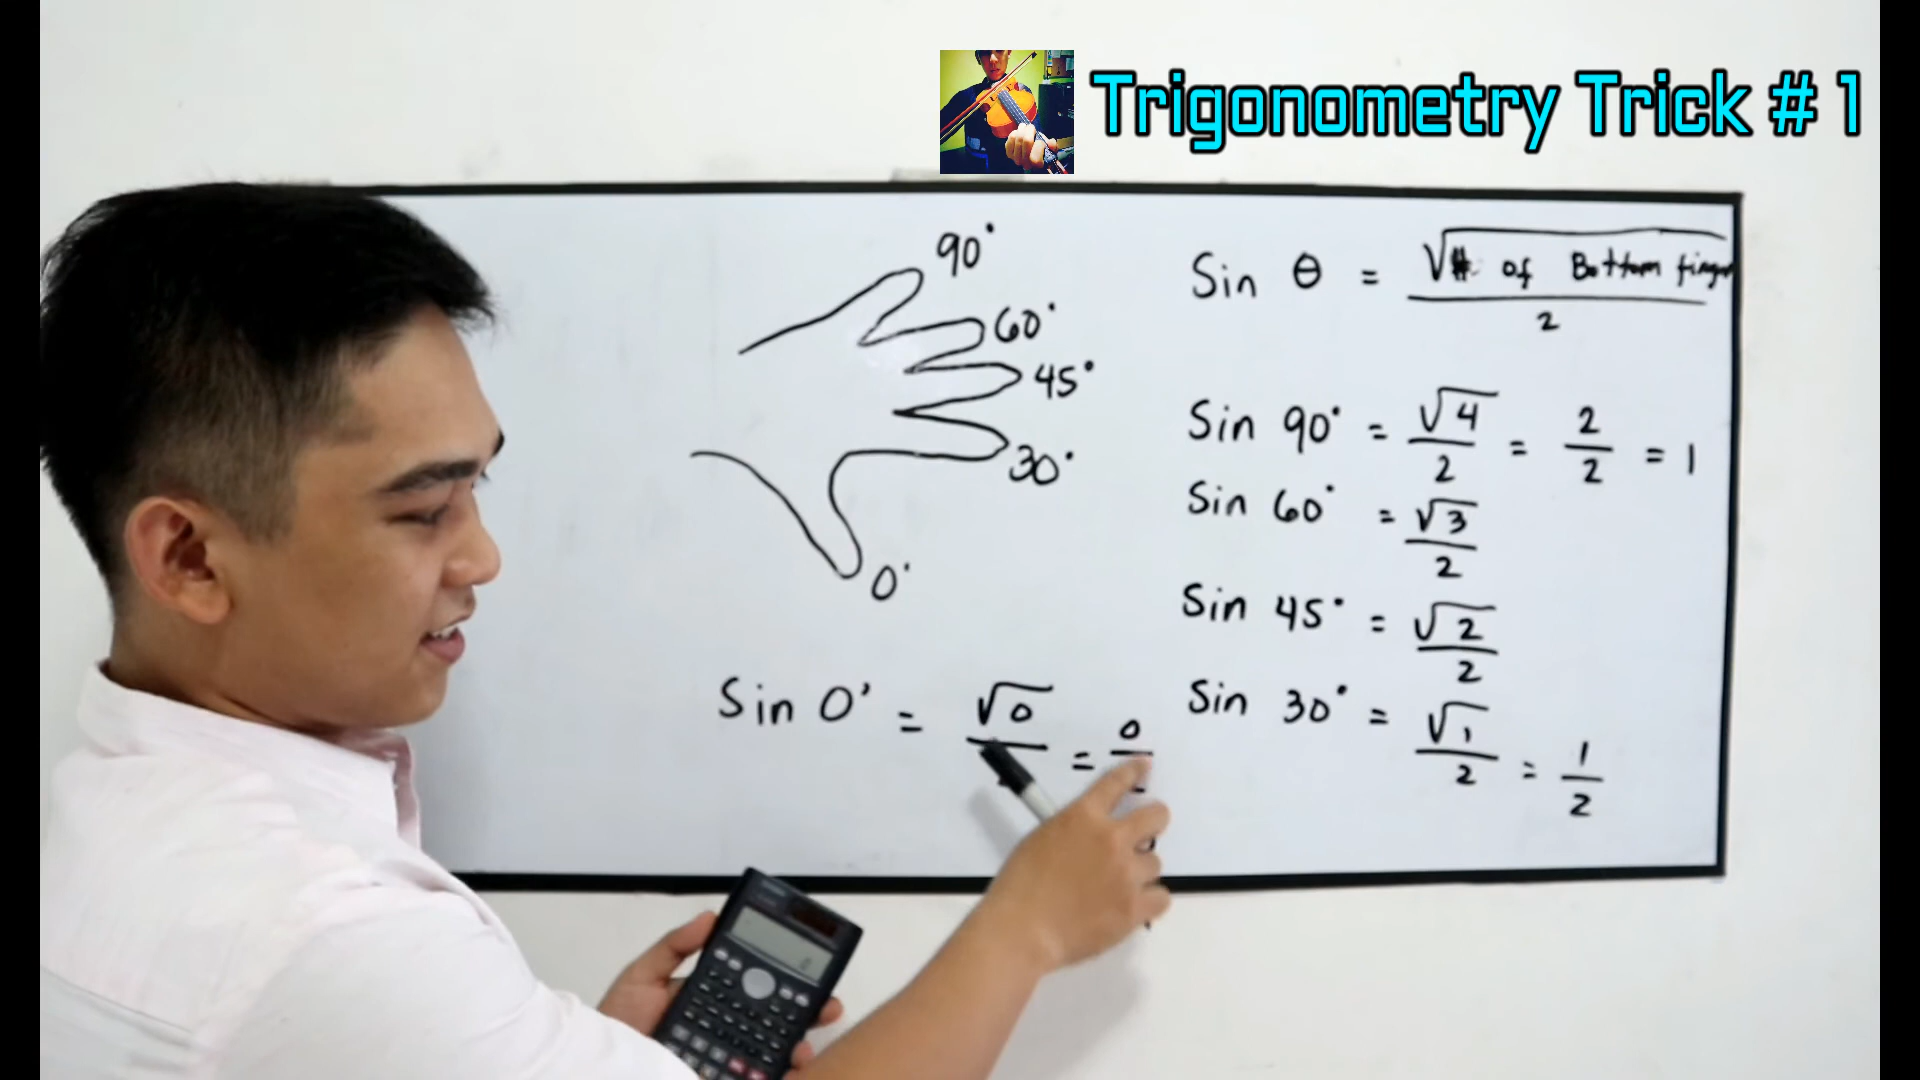 Trigonometry Trick # 1
90°
60°
45°
30°
0°
Sin θ = √# of Bottom finger / 2
Sin 90° = √4 / 2 = 2 / 2 = 1
Sin 60° = √3 / 2
Sin 45° = √2 / 2
Sin 30° = √1 / 2 = 1 / 2
Sin 0° = √0 / = 0 /